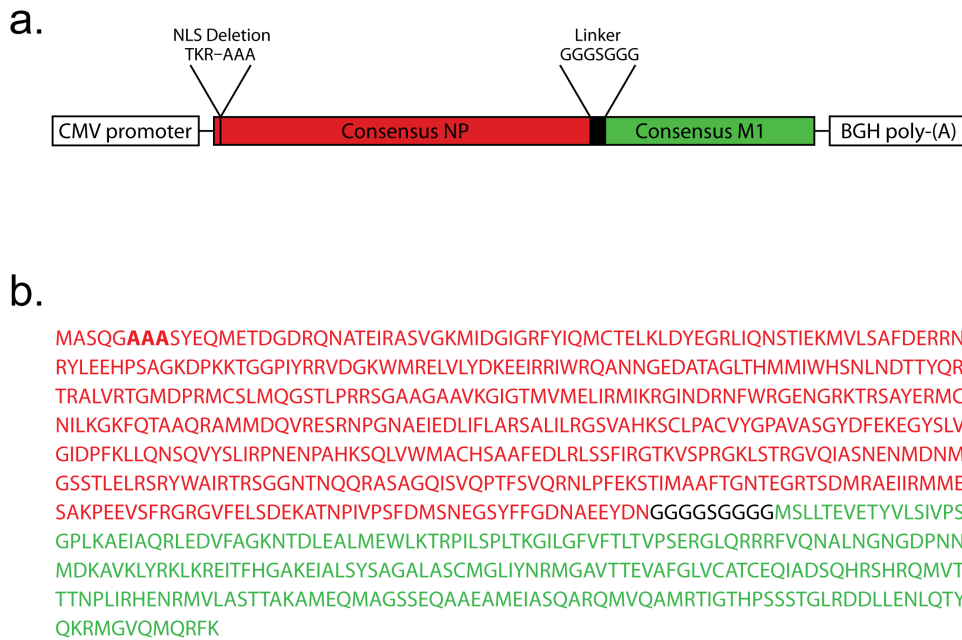 a.
NLS Deletion
TKR–AAA
Linker
GGGSGGG
CMV promoter
Consensus NP
Consensus M1
BGH poly-(A)
b.
MASQGAAASYEQMETDGDRQNATEIRASVGKMIDGIGRFYIQMCTELKLDYEGRLIQNSTIEKMVLSAFDERRN
RYLEEHPSAGKDPKKTGGPIYRRVDGKWMRELVLYDKEEIRRIWRQANNGEDATAGLTHMMIWHSNLNDTTYQR
TRALVRTGMDPRMCSLMQGSTLPRRSGAAGAAVKGIGTMVMELIRMIKRGINDRNFWRGENGRKTRSAYERMC
NILKGKFQTAAQRAMMDQVRESRNPGNAEIEDLIFLARSALILRGSVAHKSCLPACVYGPAVASGYDFEKEGYSLV
GIDPFKLLQNSQVYSLIRPNENPAHKSQLVWMACHSAAFEDLRLSSFIRGTKVSPRGKLSTRGVQIASNENMDNM
GSSTLELRSRYWAIRTRSGGNTNQQRASAGQISVQPTFSVQRNLPFEKSTIMAAFTGNTEGRTSDMRAEIIRMME
SAKPEEVSFRGRGVFELSDEKATNPIVPSFDMSNEGSYFFGDNAEEYDNGGGGSGGGGMSLLTEVETYVLSIVPS
GPLKAEIAQRLEDVFAGKNTDLEALMEWLKTRPILSPLTKGILGFVFTLTVPSERGLQRRRFVQNALNGNGDPNN
MDKAVKLYRKLKREITFHGAKEIALSYSAGALASCMGLIYNRMGAVTTEVAFGLVCATCEQIADSQHRSHRQMVT
TTNPLIRHENRMVLASTTAKAMEQMAGSSEQAAEAMEIASQARQMVQAMRTIGTHPSSSTGLRDDLLENLQTY
QKRMGVQMQRFK